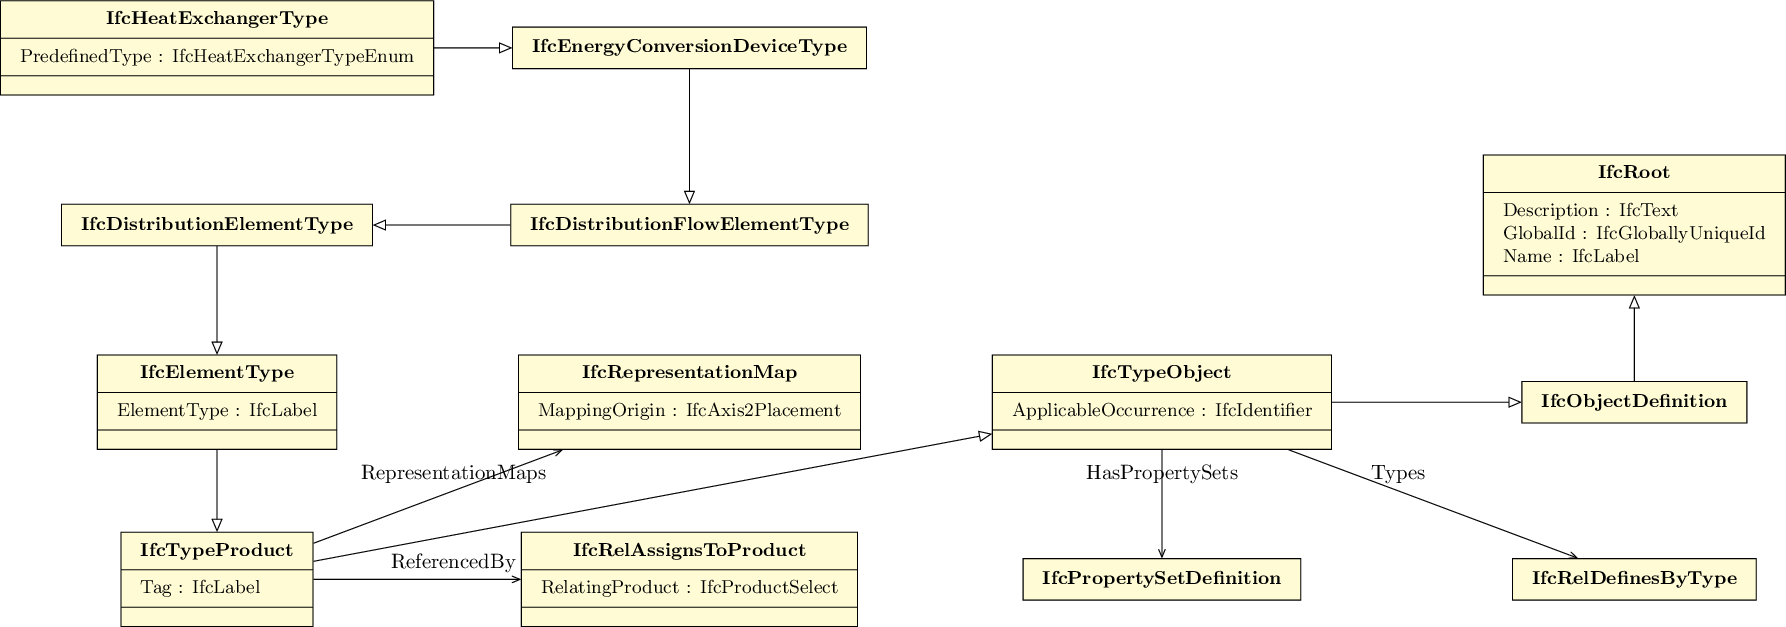 IfcHeatExchangerType
PredefinedType : IfcHeatExchangerTypeEnum
IfcEnergyConversionDeviceType
IfcRoot
Description : IfcText
GlobalId : IfcGloballyUniqueId
Name : IfcLabel
IfcDistributionElementType
IfcDistributionFlowElementType
IfcElementType
ElementType : IfcLabel
IfcRepresentationMap
MappingOrigin : IfcAxis2Placement
IfcTypeObject
ApplicableOccurrence : IfcIdentifier
IfcObjectDefinition
RepresentationMaps
HasPropertySets
Types
IfcTypeProduct
Tag : IfcLabel
ReferencedBy
IfcRelAssignsToProduct
RelatingProduct : IfcProductSelect
IfcPropertySetDefinition
IfcRelDefinesByType